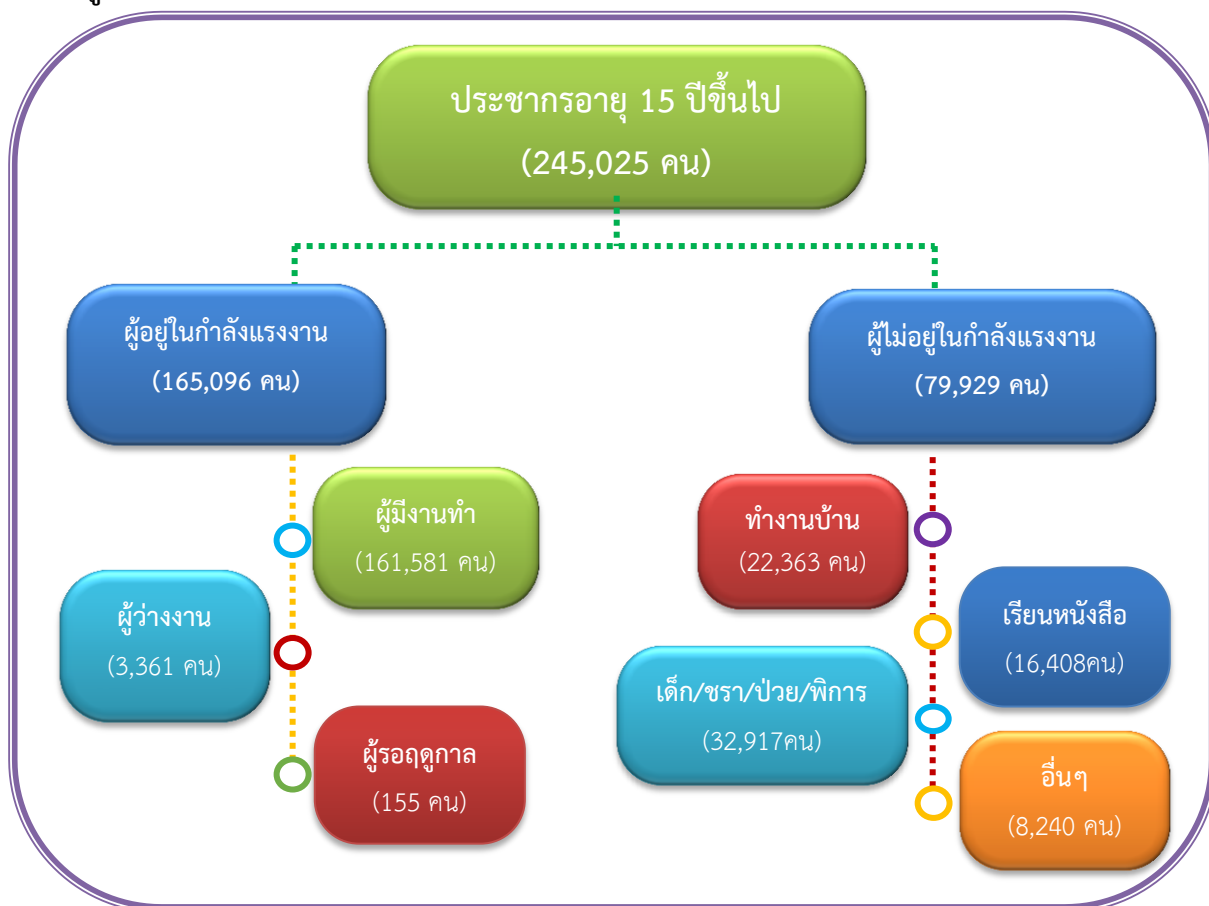 ประชากรอายุ 15 ปีขึ้นไป
(245,025 คน)
ผู้อยู่ในกำลังแรงงาน
(165,096 คน)
ผู้ไม่อยู่ในกำลังแรงงาน
(79,929 คน)
ผู้มีงานทำ
(161,581 คน)
ผู้ว่างงาน
(3,361 คน)
ผู้รอฤดูกาล
(155 คน)
ทำงานบ้าน
(22,363 คน)
เรียนหนังสือ
(16,408คน)
เด็ก/ชรา/ป่วย/พิการ
(32,917คน)
อื่นๆ
(8,240 คน)